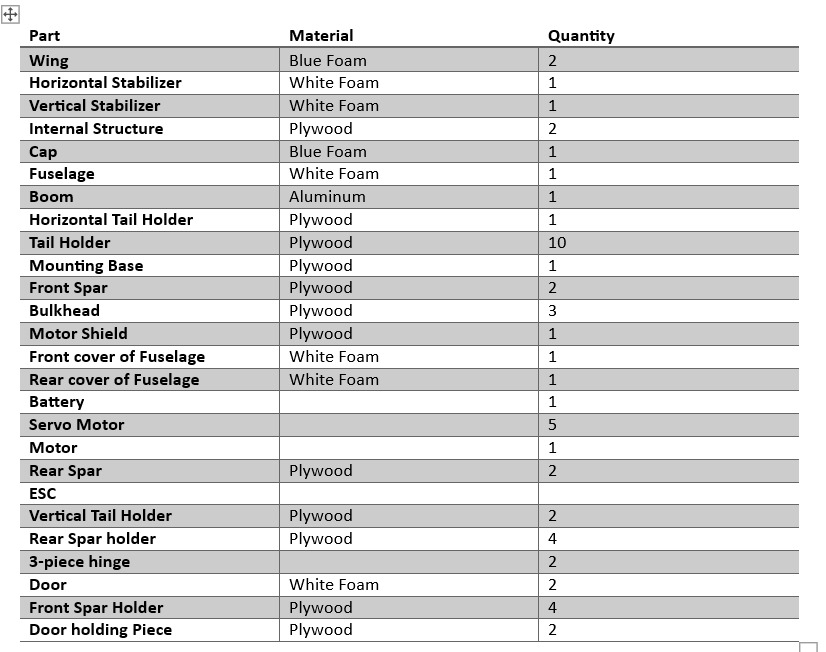 Part Material Quantity
Wing Blue Foam 2
Horizontal Stabilizer White Foam 1
Vertical Stabilizer White Foam 1
Internal Structure Plywood 2
Cap Blue Foam 1
Fuselage White Foam 1
Boom Aluminum 1
Horizontal Tail Holder Plywood 1
Tail Holder Plywood 10
Mounting Base Plywood 1
Front Spar Plywood 2
Bulkhead Plywood 3
Motor Shield Plywood 1
Front cover of Fuselage White Foam 1
Rear cover of Fuselage White Foam 1
Battery 1
Servo Motor 5
Motor 1
Rear Spar Plywood 2
ESC
Vertical Tail Holder Plywood 2
Rear Spar holder Plywood 4
3-piece hinge 2
Door White Foam 2
Front Spar Holder Plywood 4
Door holding Piece Plywood 2